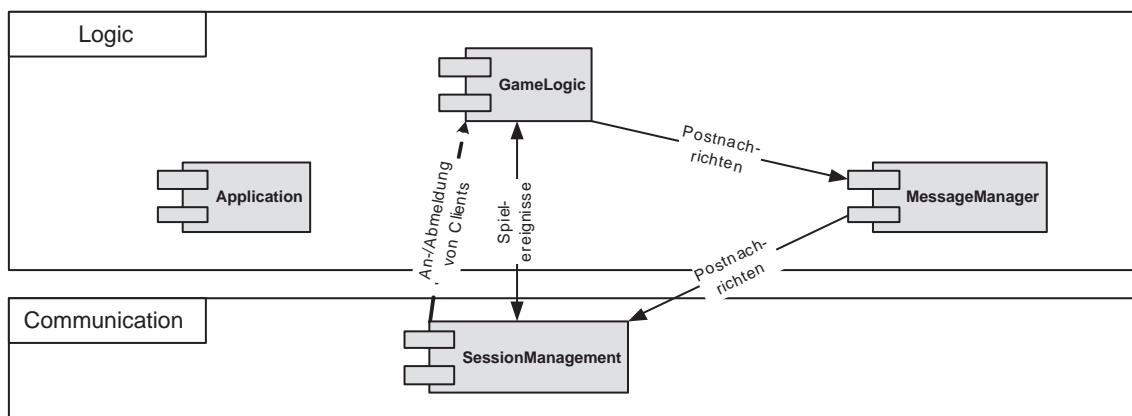 Logic
GameLogic
Postnach-
richten
Application
MessageManager
An-/Abmeldung
von Clients
Spiel-
ereignisse
Postnach-
richten
Communication
SessionManagement